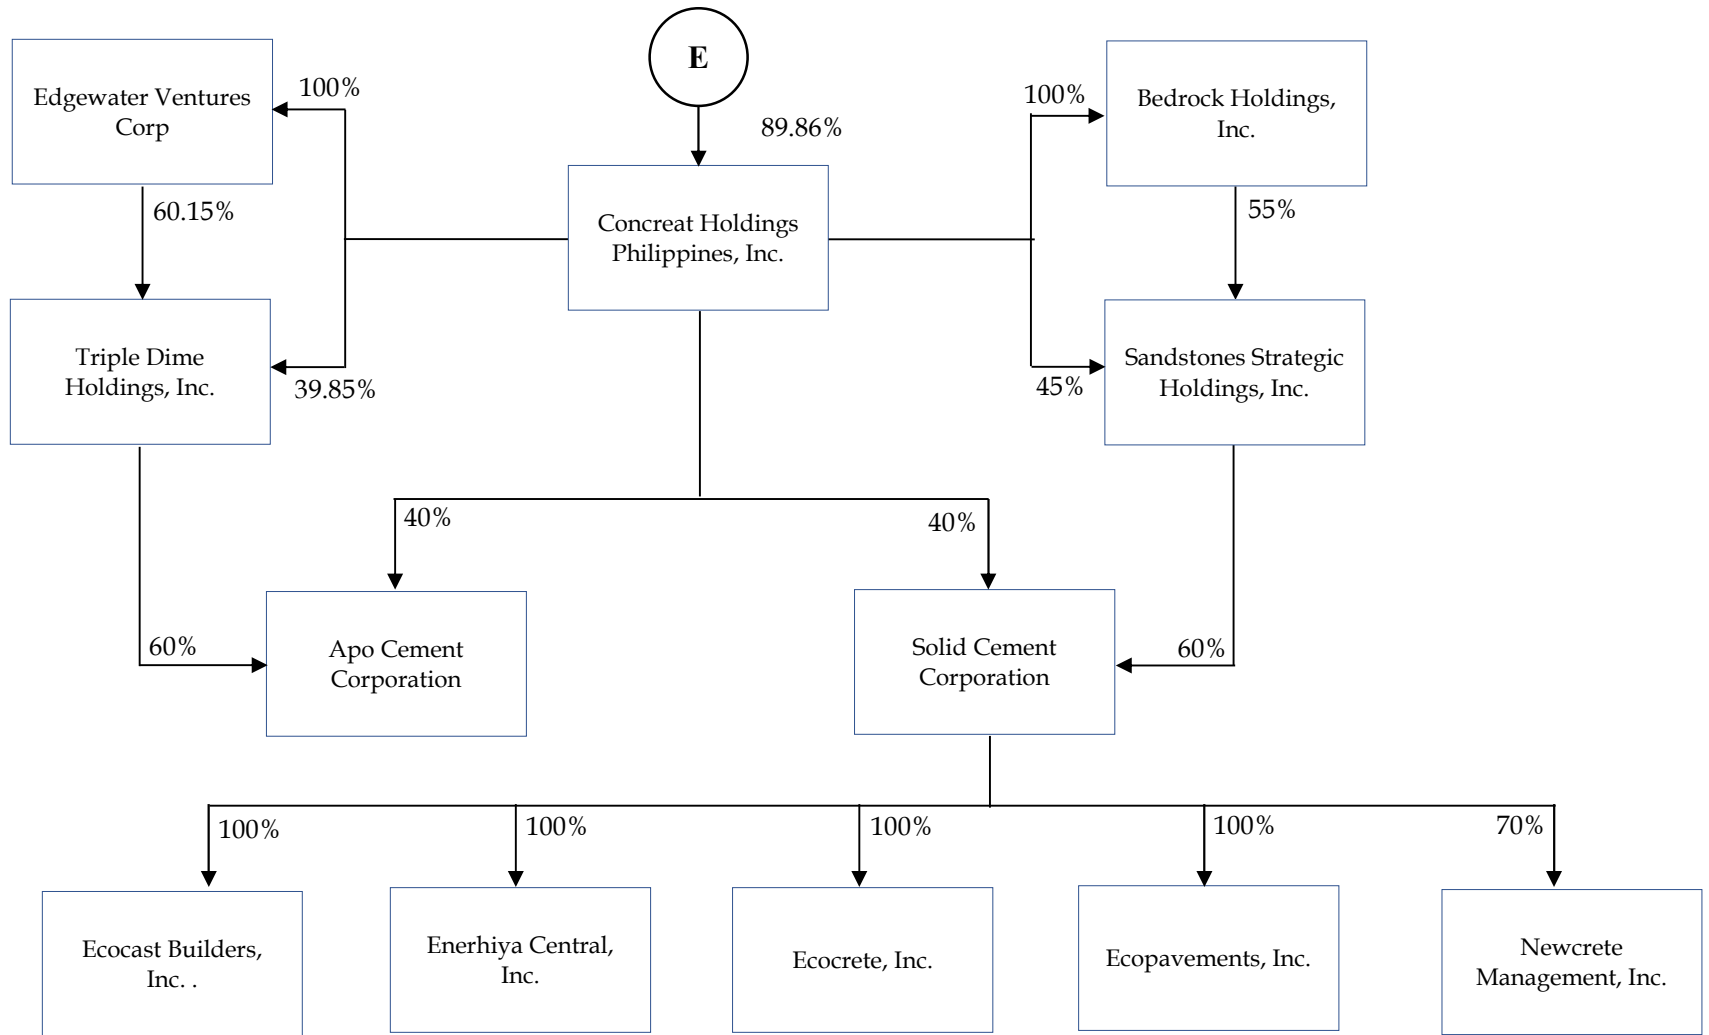 E
Edgewater Ventures
Corp
100%
89.86%
100%
Bedrock Holdings,
Inc.
60.15%
Concreat Holdings
Philippines, Inc.
55%
Triple Dime
Holdings, Inc.
39.85%
45%
Sandstones Strategic
Holdings, Inc.
40%
40%
60%
Apo Cement
Corporation
Solid Cement
Corporation
60%
100%
100%
100%
100%
70%
Ecocast Builders,
Inc. .
Enerhiya Central,
Inc.
Ecocrete, Inc.
Ecopavements, Inc.
Newcrete
Management, Inc.